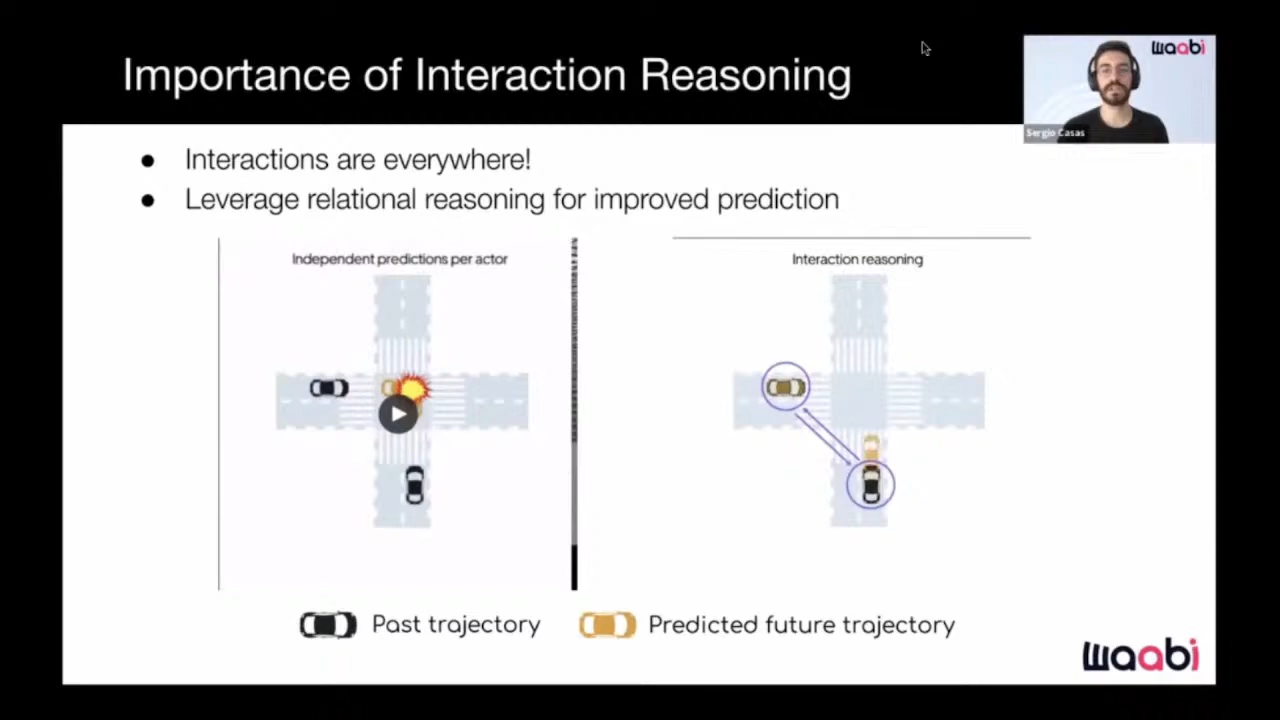 Importance of Interaction Reasoning
waabi
Sergio Casas
Interactions are everywhere!
Leverage relational reasoning for improved prediction
Independent predictions per actor
Interaction reasoning
Past trajectory
Predicted future trajectory
waabi